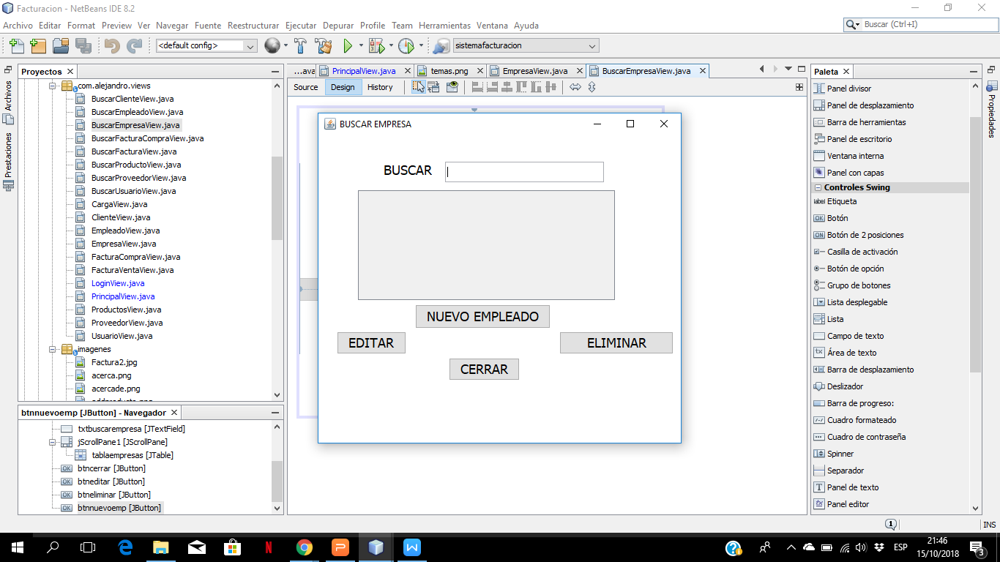 Facturacion - NetBeans IDE 8.2
Archivo Editar Format Preview Ver Navegar Fuente Reestructurar Ejecutar Depurar Profile Team Herramientas Ventana Ayuda
Buscar (Ctrl+I)
<default config>
sistemafacturacion
Archivos
Prestaciones
Proyectos
com.alejandro.views
BuscarClienteView.java
BuscarEmpleadoView.java
BuscarEmpresaView.java
BuscarFacturaCompraView.java
BuscarFacturaView.java
BuscarProductoView.java
BuscarProveedorView.java
BuscarUsuarioView.java
CargaView.java
ClienteView.java
EmpleadoView.java
EmpresaView.java
FacturaCompraView.java
FacturaVentaView.java
LoginView.java
PrincipalView.java
ProductosView.java
ProveedorView.java
UsuarioView.java
imagenes
Factura2.jpg
acerca.png
acercade.png
btnnuevoemp [JButton] - Navegador
txtbuscarempresa [JTextField]
jScrollPane1 [JScrollPane]
tablaempresas [JTable]
btncerrar [JButton]
btneditar [JButton]
btneliminar [JButton]
btnnuevoemp [JButton]
...ava PrincipalView.java temas.png EmpresaView.java BuscarEmpresaView.java
Source Design History
BUSCAR EMPRESA
BUSCAR
NUEVO EMPLEADO
EDITAR ELIMINAR
CERRAR
Paleta
Panel divisor
Panel de desplazamiento
Barra de herramientas
Panel de escritorio
Ventana interna
Panel con capas
Controles Swing
label Etiqueta
OK Botón
ON Botón de 2 posiciones
Casilla de activación
Botón de opción
Grupo de botones
Lista desplegable
Lista
Campo de texto
Área de texto
Barra de desplazamiento
Deslizador
Barra de progreso:
Cuadro formateado
Cuadro de contraseña
Spinner
Separador
Panel de texto
Panel editor
Propiedades
1 INS
ESP
21:46
15/10/2018
3